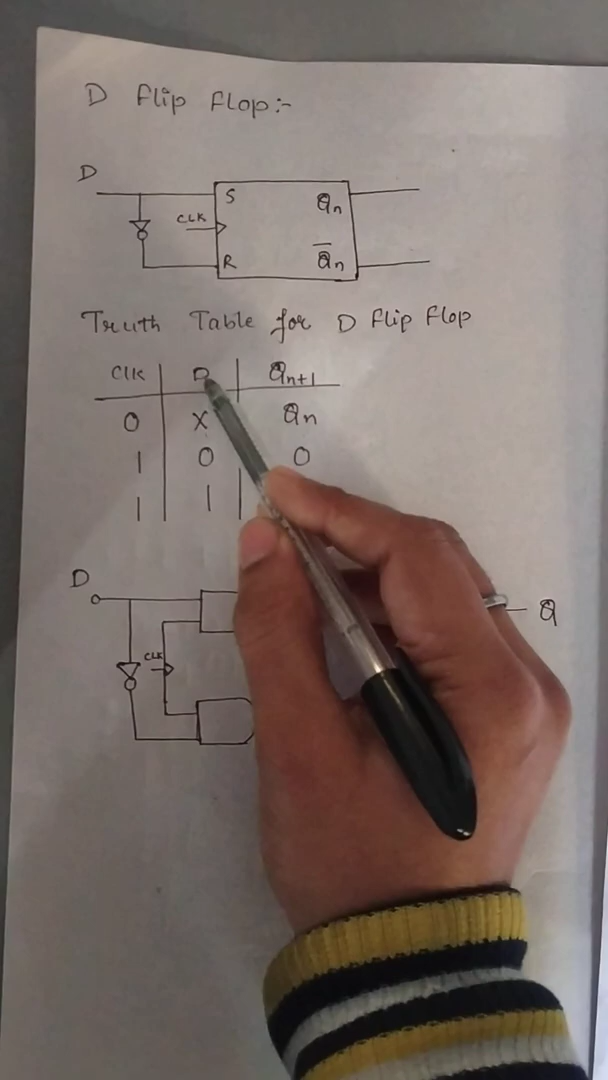 D Flip Flop:-
D
S
Qn
CLK
R
Q̅n
Truth Table for D Flip Flop
CLK D Qn+1
0 X Qn
1 0 0
1 1
D
Q
CLK